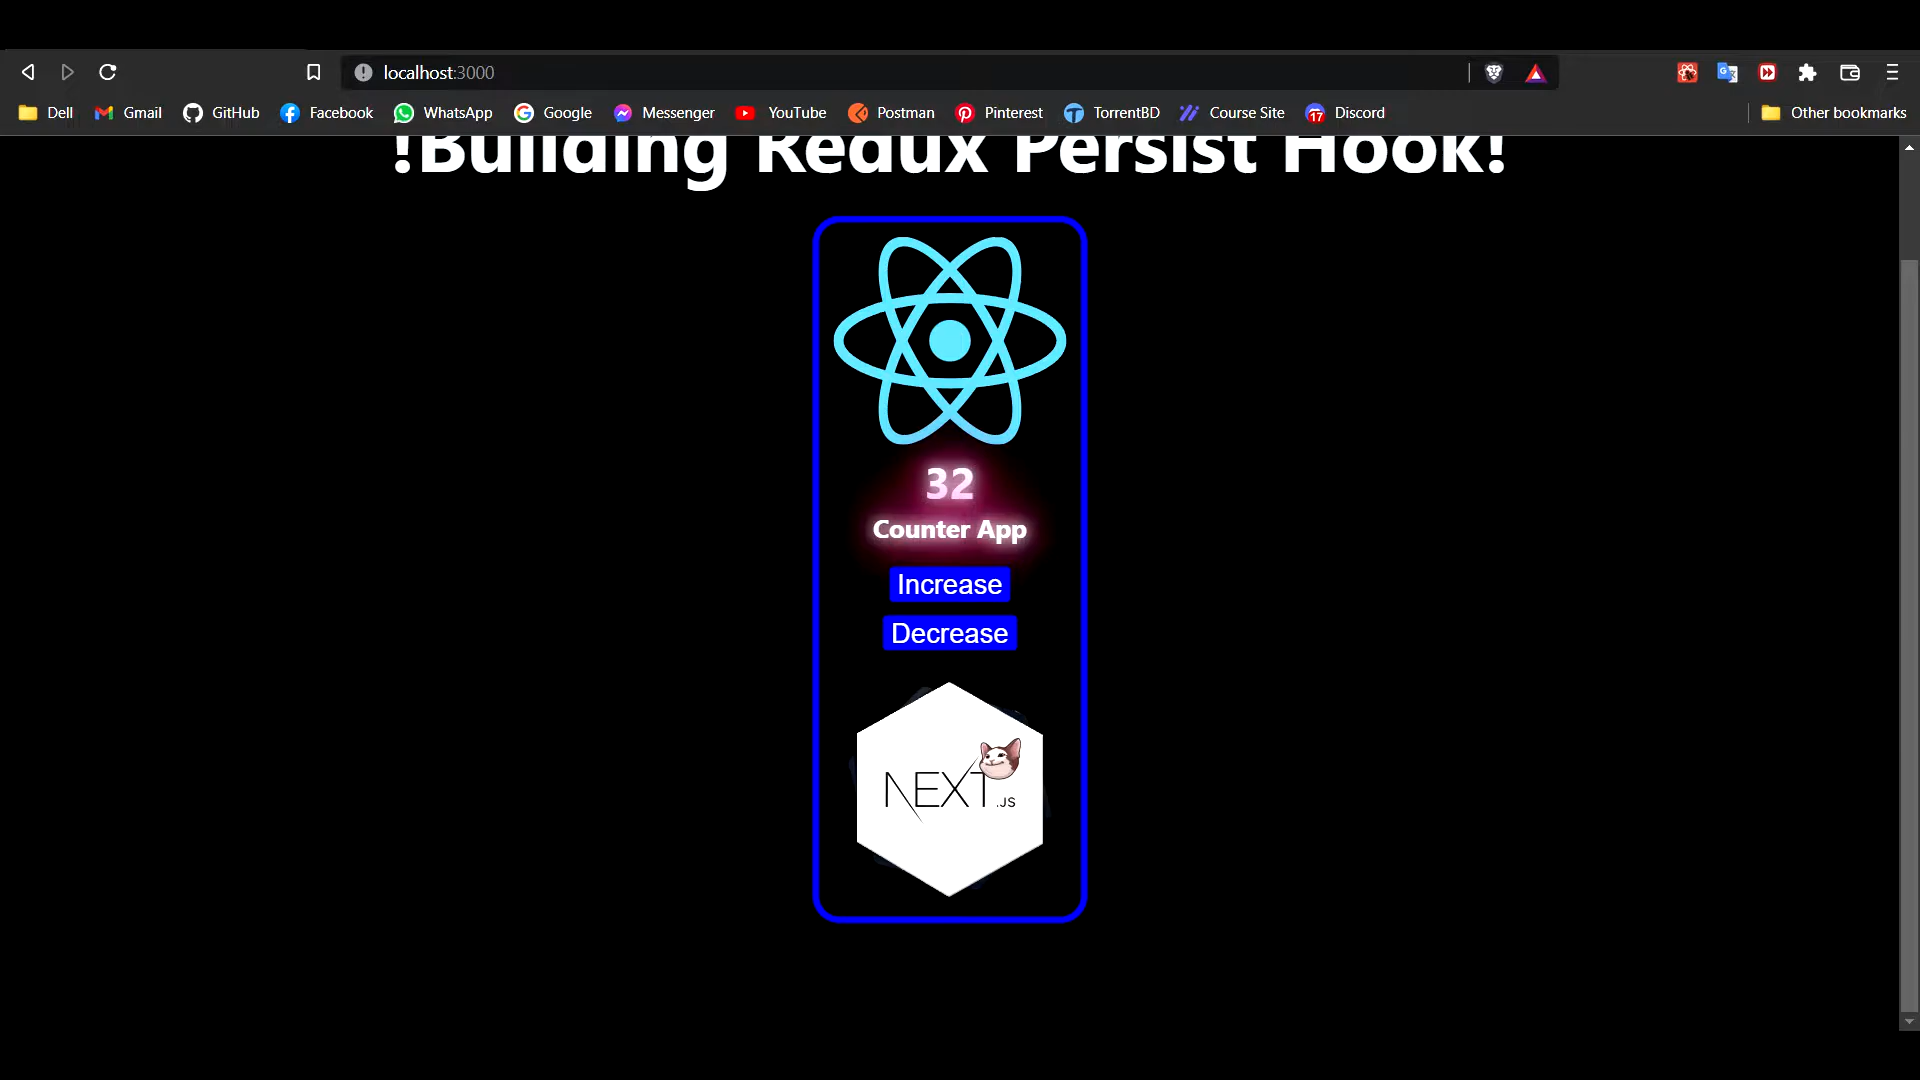 localhost:3000
Dell Gmail GitHub Facebook WhatsApp Google Messenger YouTube Postman Pinterest TorrentBD Course Site 17 Discord Other bookmarks
!Building Redux Persist Hook!
32
Counter App
Increase
Decrease
NEXT.JS